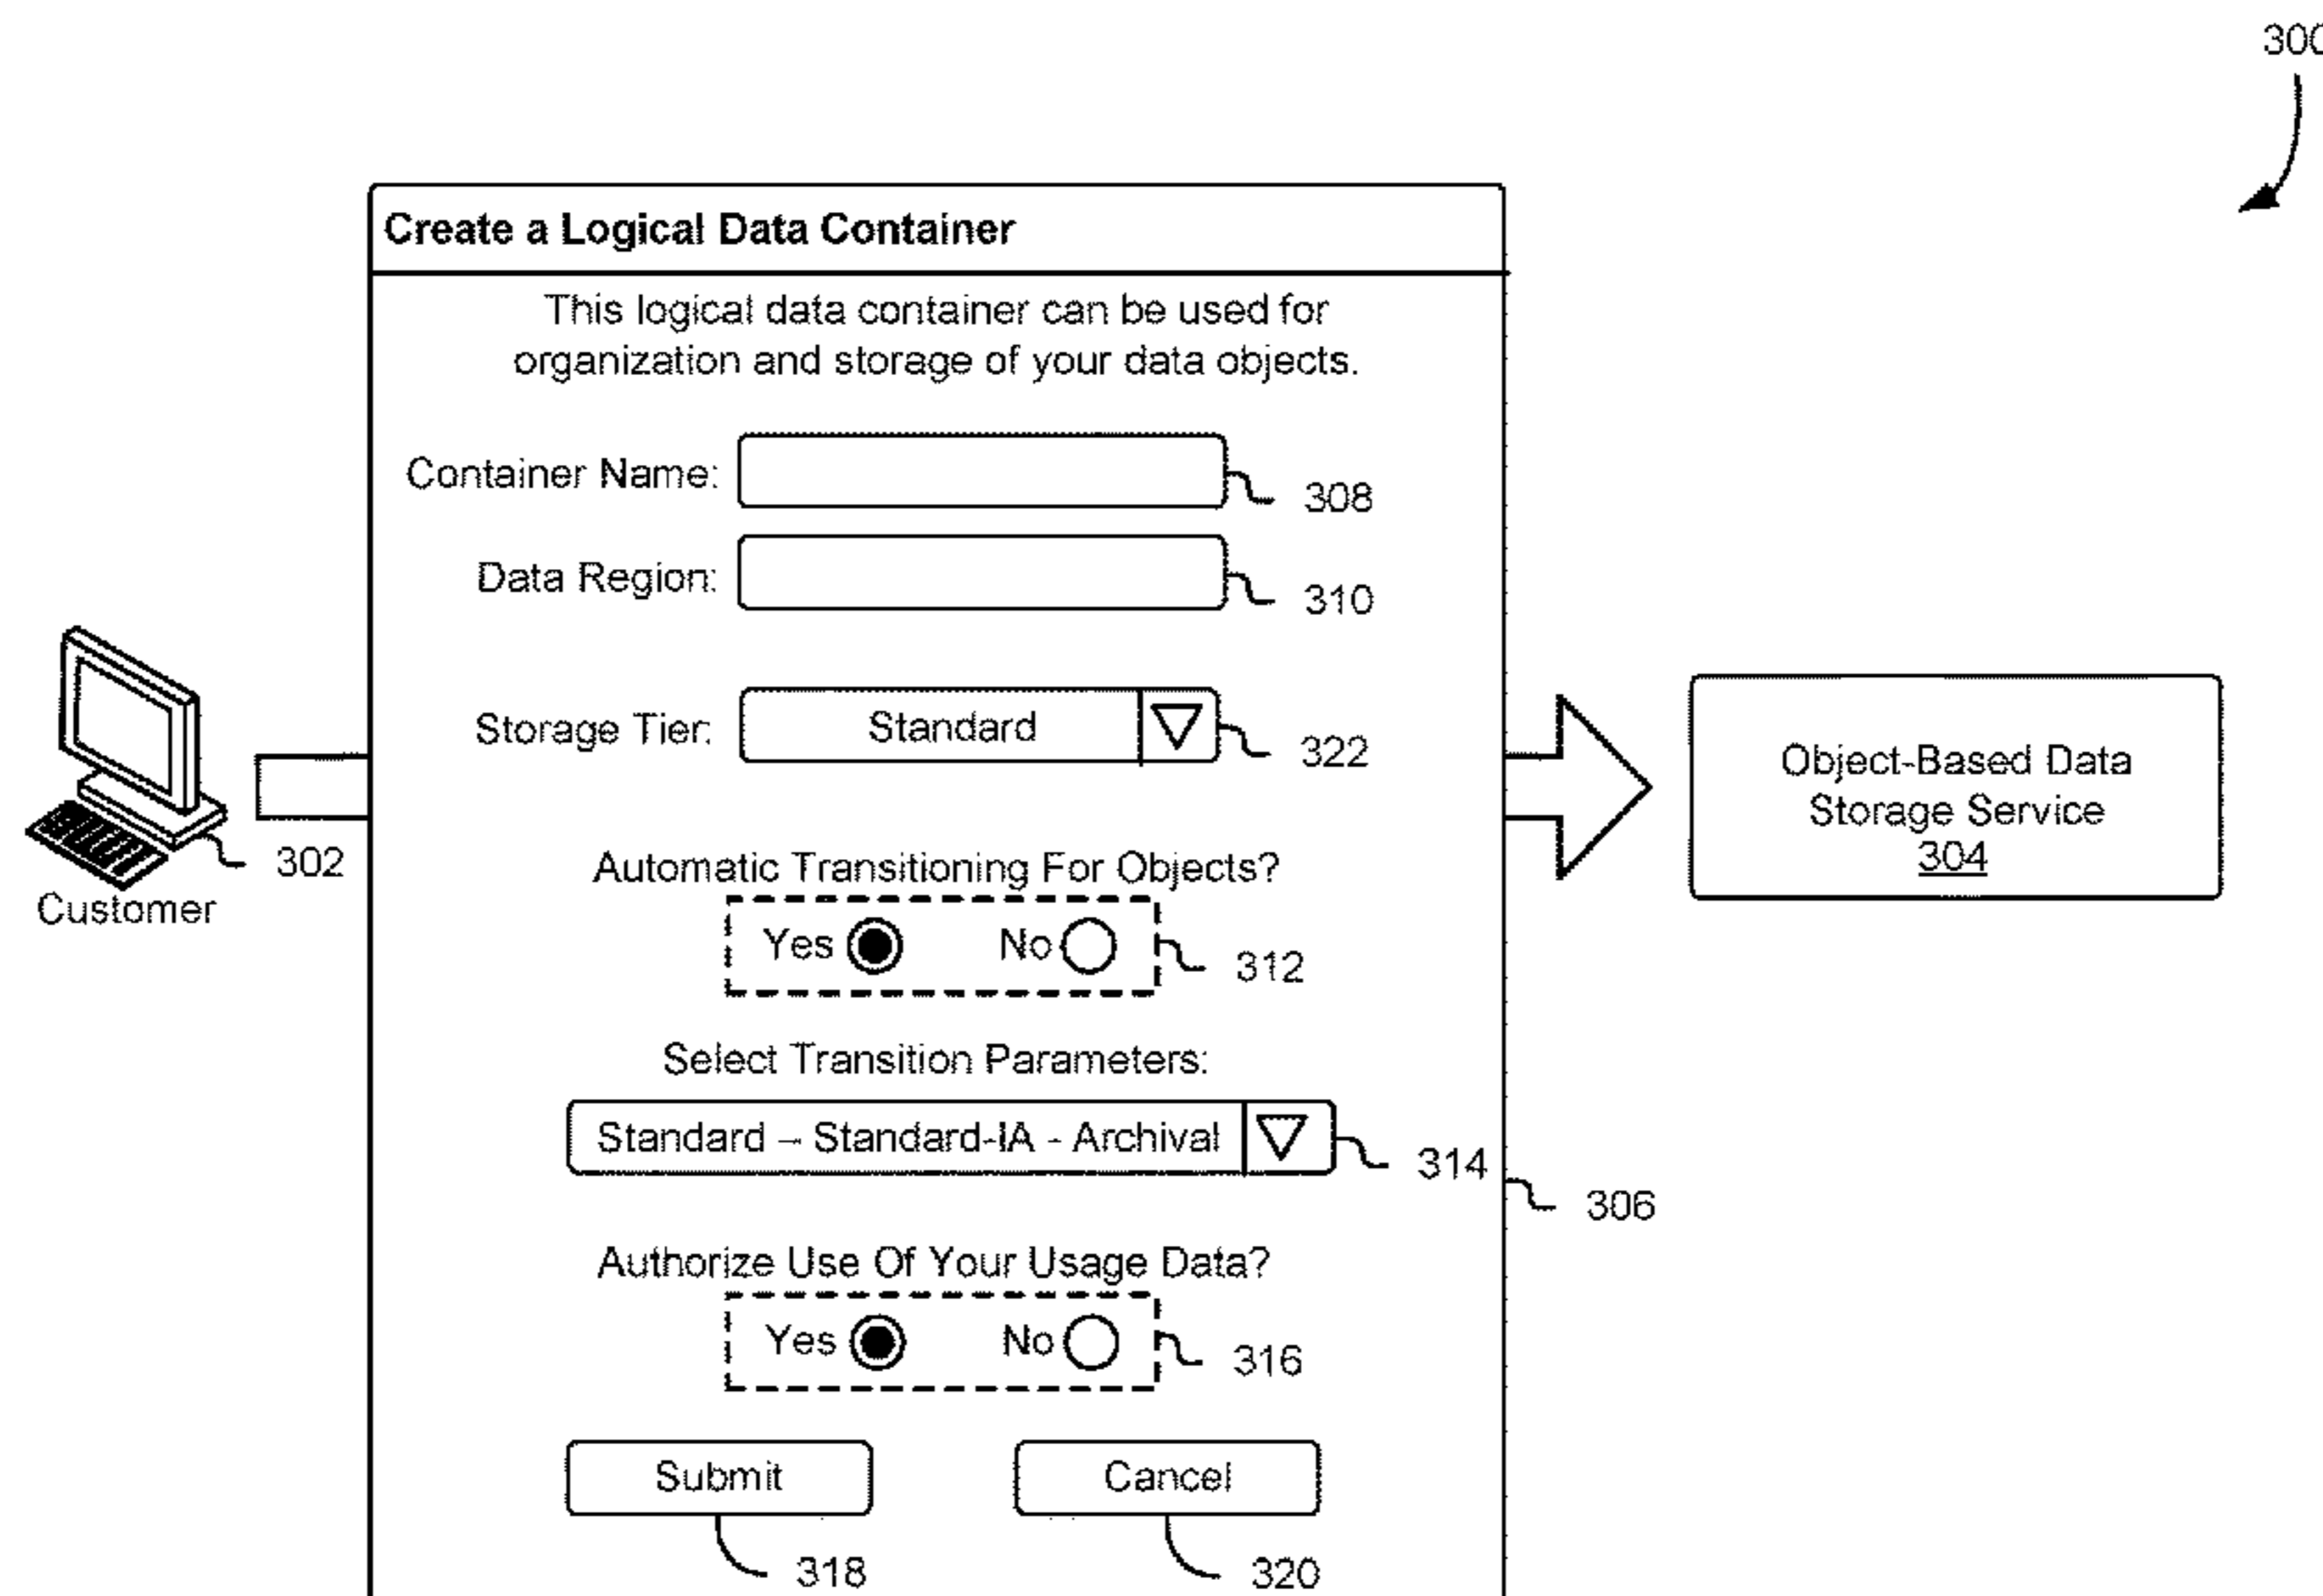 300
Create a Logical Data Container
This logical data container can be used for
organization and storage of your data objects.
Container Name:
308
Data Region:
310
Storage Tier:
Standard
322
302
Customer
Object-Based Data
Storage Service
304
Automatic Transitioning For Objects?
Yes No
312
Select Transition Parameters:
Standard – Standard-IA - Archival
314
306
Authorize Use Of Your Usage Data?
Yes No
316
Submit
Cancel
318
320